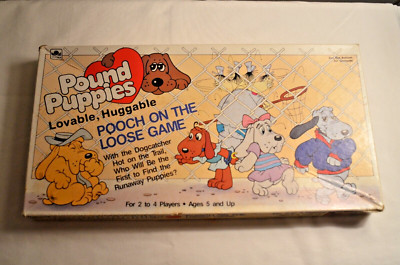 Pound
Puppies
Lovable, Huggable
POOCH ON THE
LOOSE GAME
With the Dogcatcher
Hot on the Trail,
Who Will Be the
First to Find the
Runaway Puppies?
For 2 to 4 Players • Ages 5 and Up